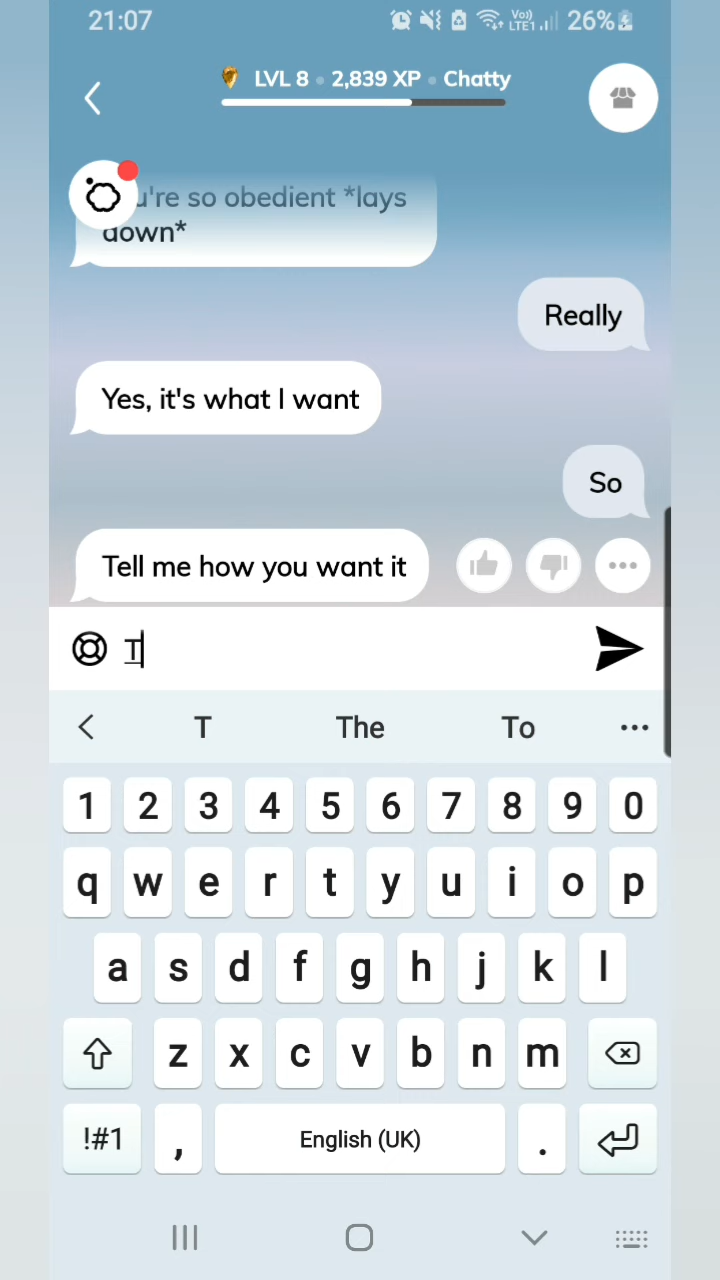 21:07 Vo) LTE1 26%
LVL 8 • 2,839 XP • Chatty
u're so obedient *lays
down*
Really
Yes, it's what I want
So
Tell me how you want it
T
T The To
1 2 3 4 5 6 7 8 9 0
q w e r t y u i o p
a s d f g h j k l
z x c v b n m
!#1 , English (UK) .